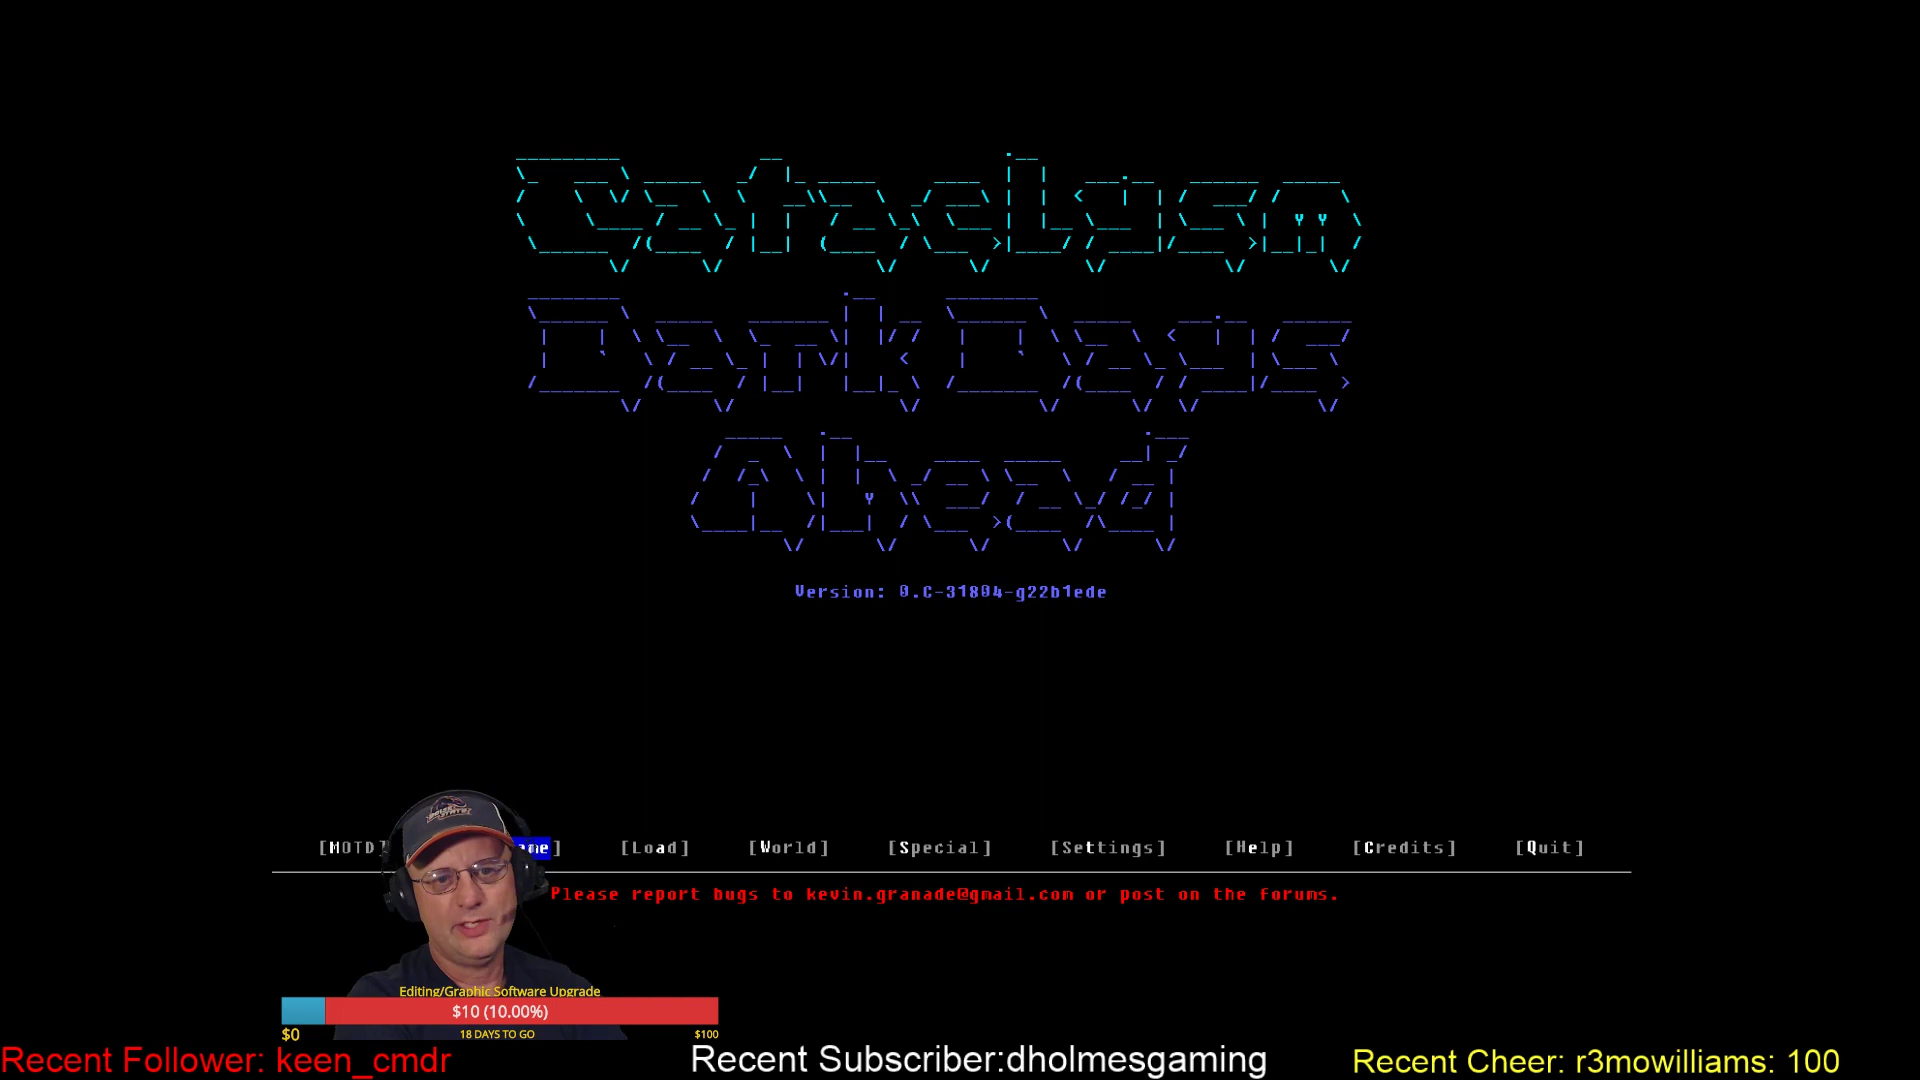 Cataclysm
Dark Days
Ahead
Version: 0.C-31804-g22b1ede
[MOTD] ame] [Load] [World] [Special] [Settings] [Help] [Credits] [Quit]
Please report bugs to kevin.granade@gmail.com or post on the forums.
Editing/Graphic Software Upgrade
$10 (10.00%)
$0 18 DAYS TO GO $100
Recent Follower: keen_cmdr Recent Subscriber:dholmesgaming Recent Cheer: r3mowilliams: 100